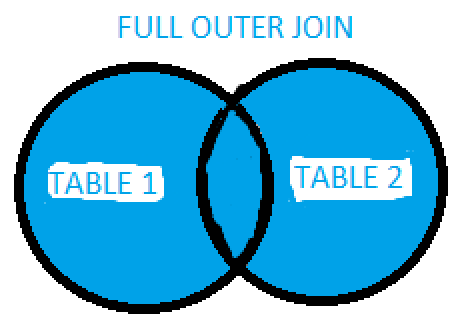 FULL OUTER JOIN
TABLE 1
TABLE 2